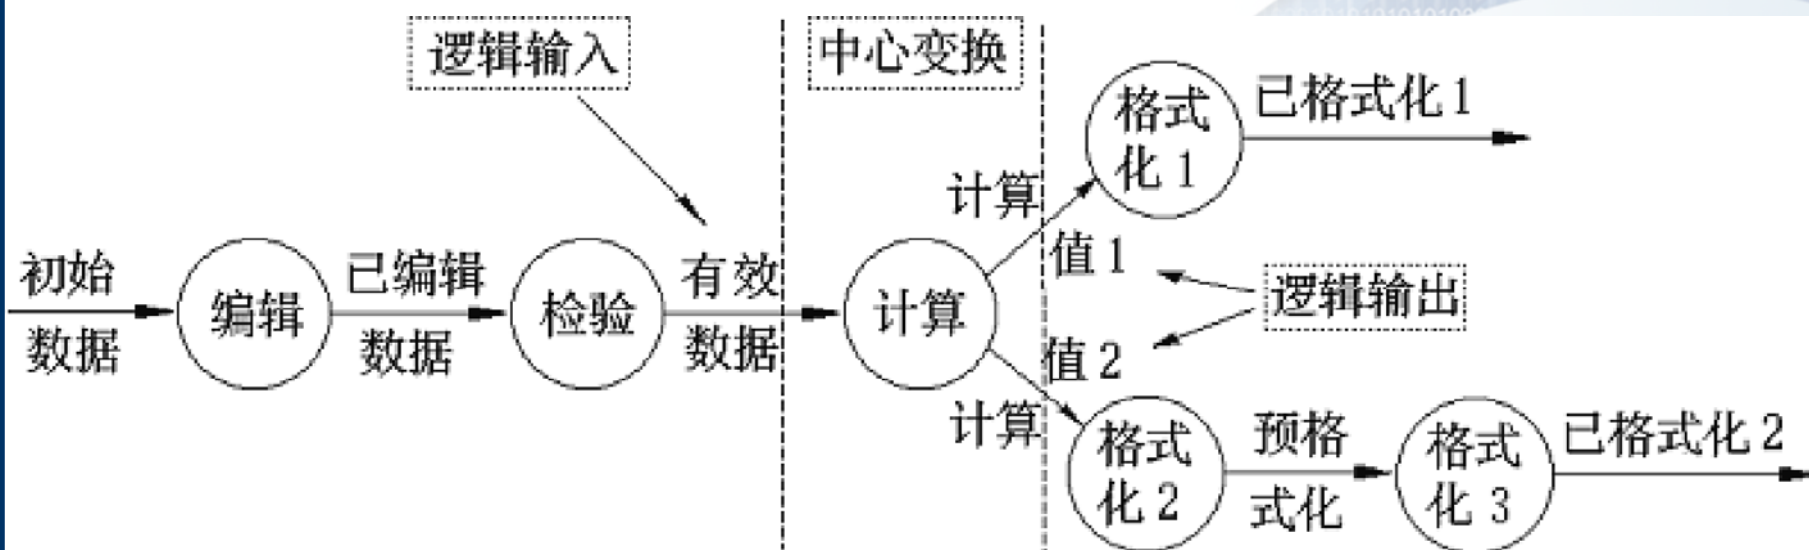 逻辑输入
中心变换
初始
数据
编辑
已编辑
数据
检验
有效
数据
计算
计算
值1
格式
化1
已格式化1
逻辑输出
值2
计算
格式
化2
预格
式化
格式
化3
已格式化2